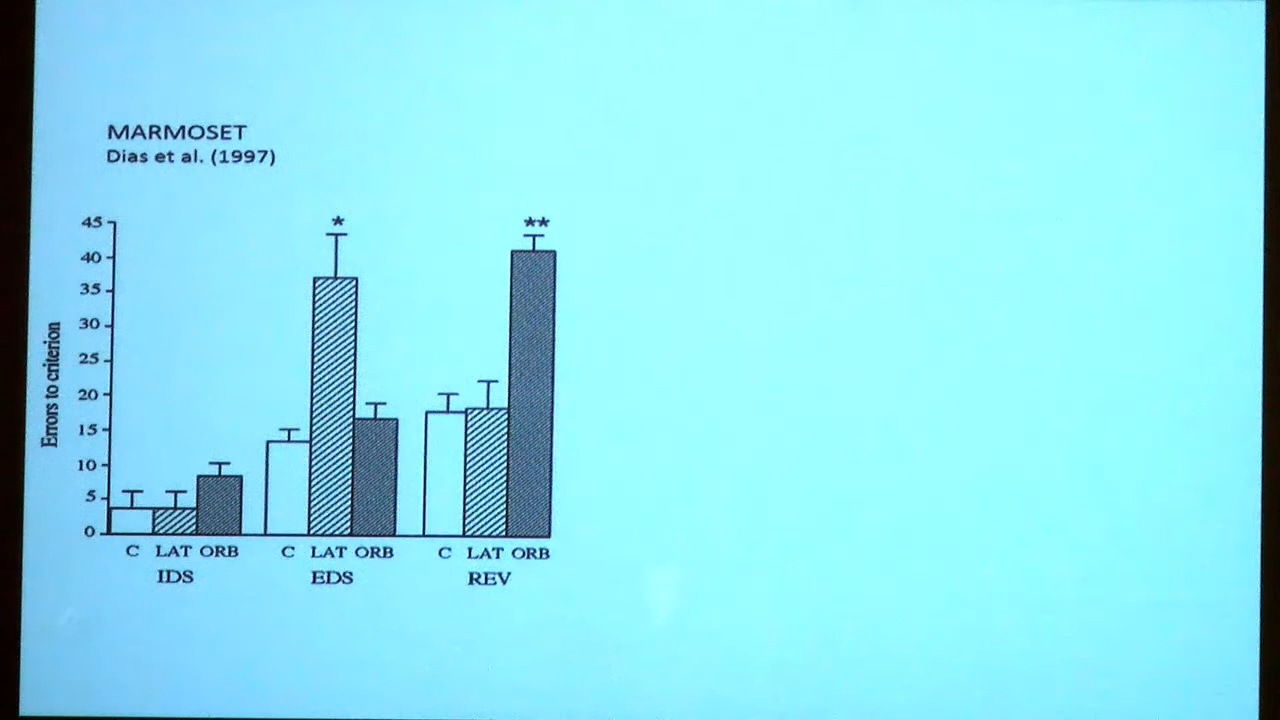 MARMOSET
Dias et al. (1997)
* **
45
40
35
30
25
20
15
10
5
0
Errors to criterion
C LAT ORB C LAT ORB C LAT ORB
IDS EDS REV